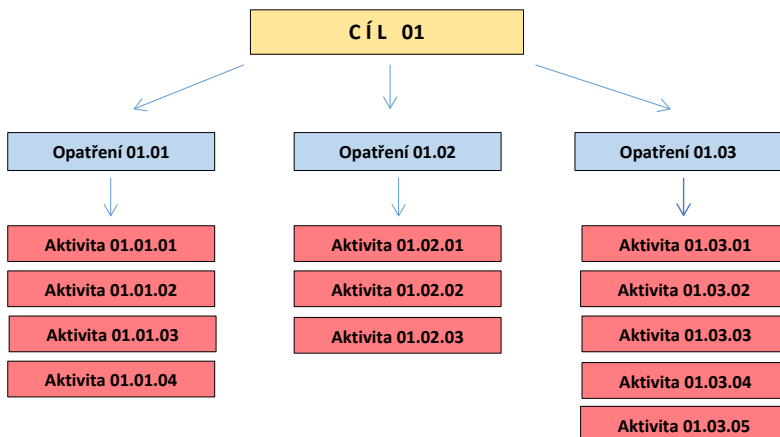 CÍL 01
Opatření 01.01
Opatření 01.02
Opatření 01.03
Aktivita 01.01.01
Aktivita 01.02.01
Aktivita 01.03.01
Aktivita 01.01.02
Aktivita 01.02.02
Aktivita 01.03.02
Aktivita 01.01.03
Aktivita 01.02.03
Aktivita 01.03.03
Aktivita 01.01.04
Aktivita 01.03.04
Aktivita 01.03.05